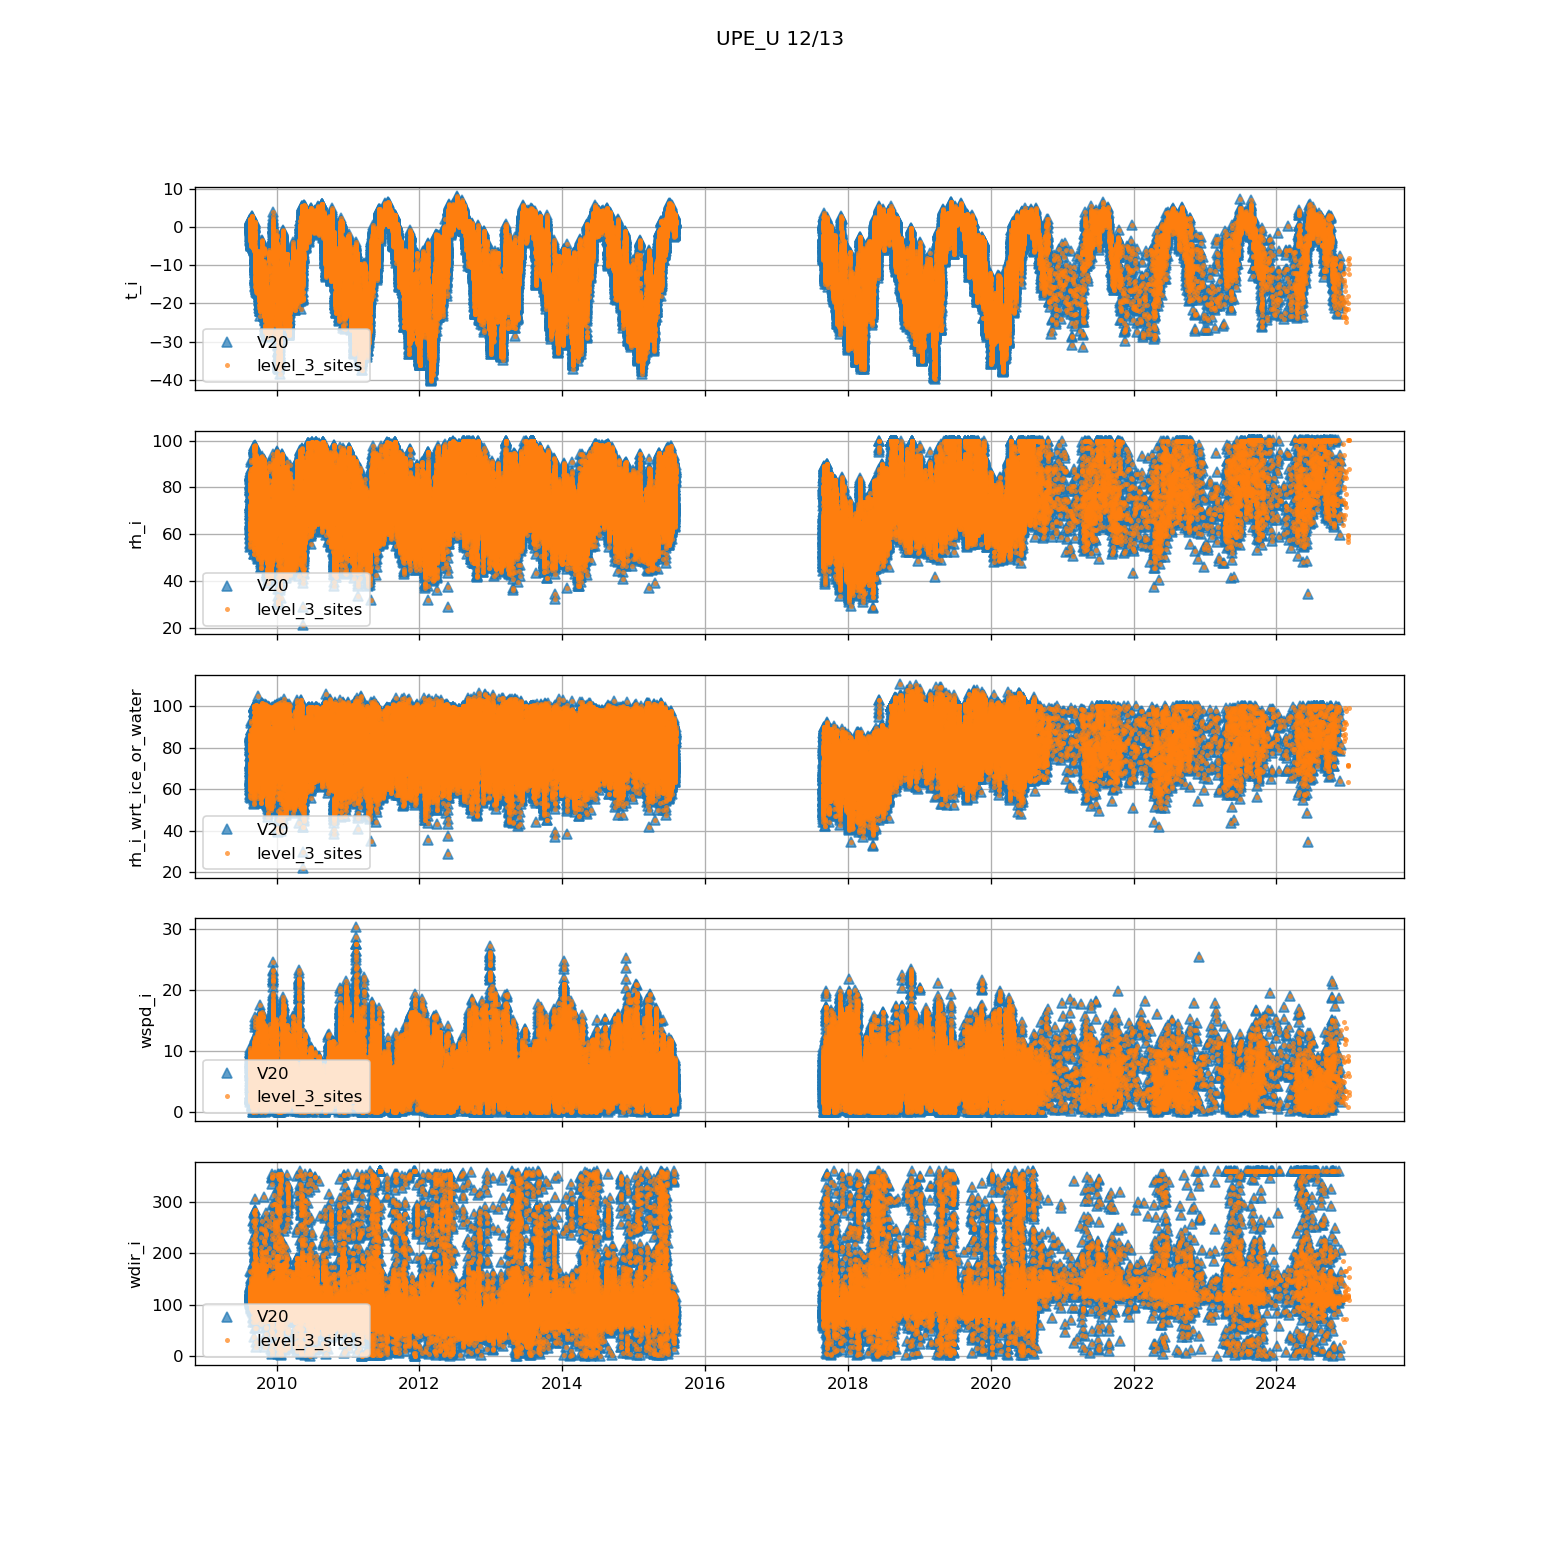 UPE_U 12/13
10
0
−10
−20
−30
−40
t_i
V20
level_3_sites
100
80
60
40
20
rh_i
V20
level_3_sites
100
80
60
40
20
rh_i_wrt_ice_or_water
V20
level_3_sites
30
20
10
0
wspd_i
V20
level_3_sites
300
200
100
0
wdir_i
V20
level_3_sites
2010 2012 2014 2016 2018 2020 2022 2024